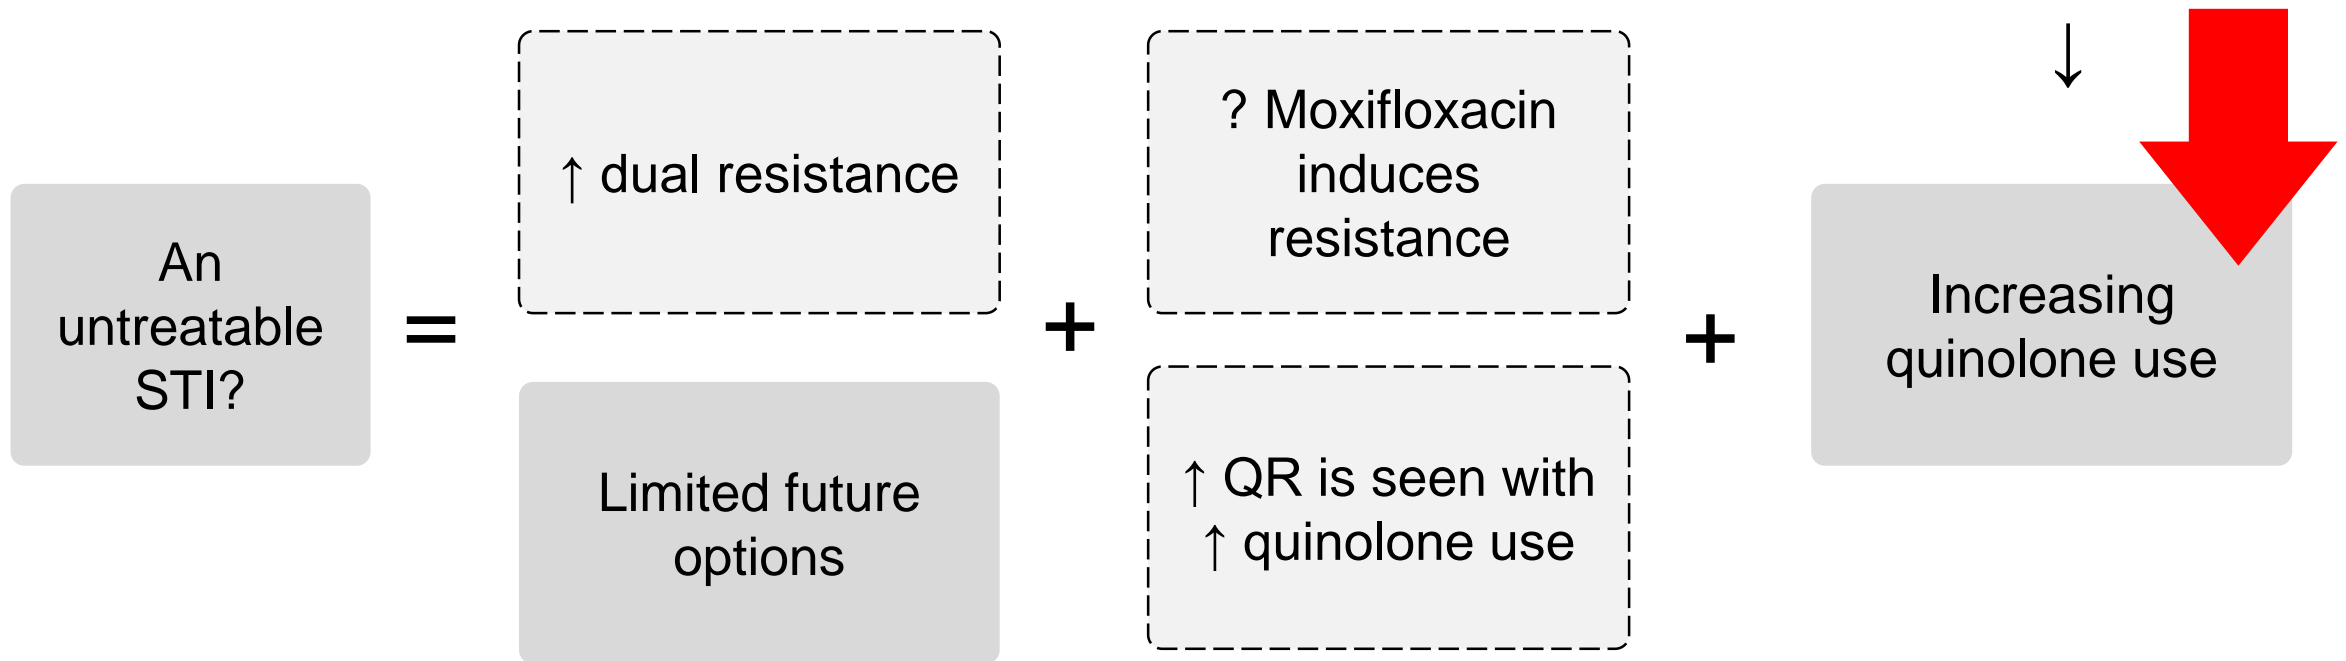 An
untreatable
STI?
=
↑ dual resistance
Limited future
options
+
? Moxifloxacin
induces
resistance
↑ QR is seen with
↑ quinolone use
+
↓
Increasing
quinolone use